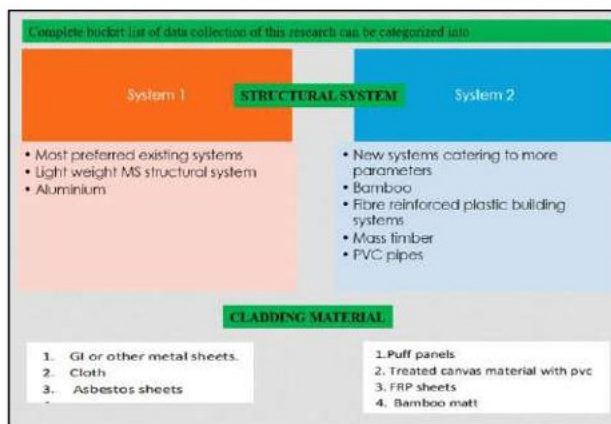 Complete bucket list of data collection of this research can be categorized into
System 1
STRUCTURAL SYSTEM
System 2
• Most preferred existing systems
• Light weight MS structural system
• Aluminium
• New systems catering to more
parameters
• Bamboo
• Fibre reinforced plastic building
systems
• Mass timber
• PVC pipes
CLADDING MATERIAL
1. GI or other metal sheets.
2. Cloth
3. Asbestos sheets
1.Puff panels
2. Treated canvas material with pvc
3. FRP sheets
4. Bamboo matt